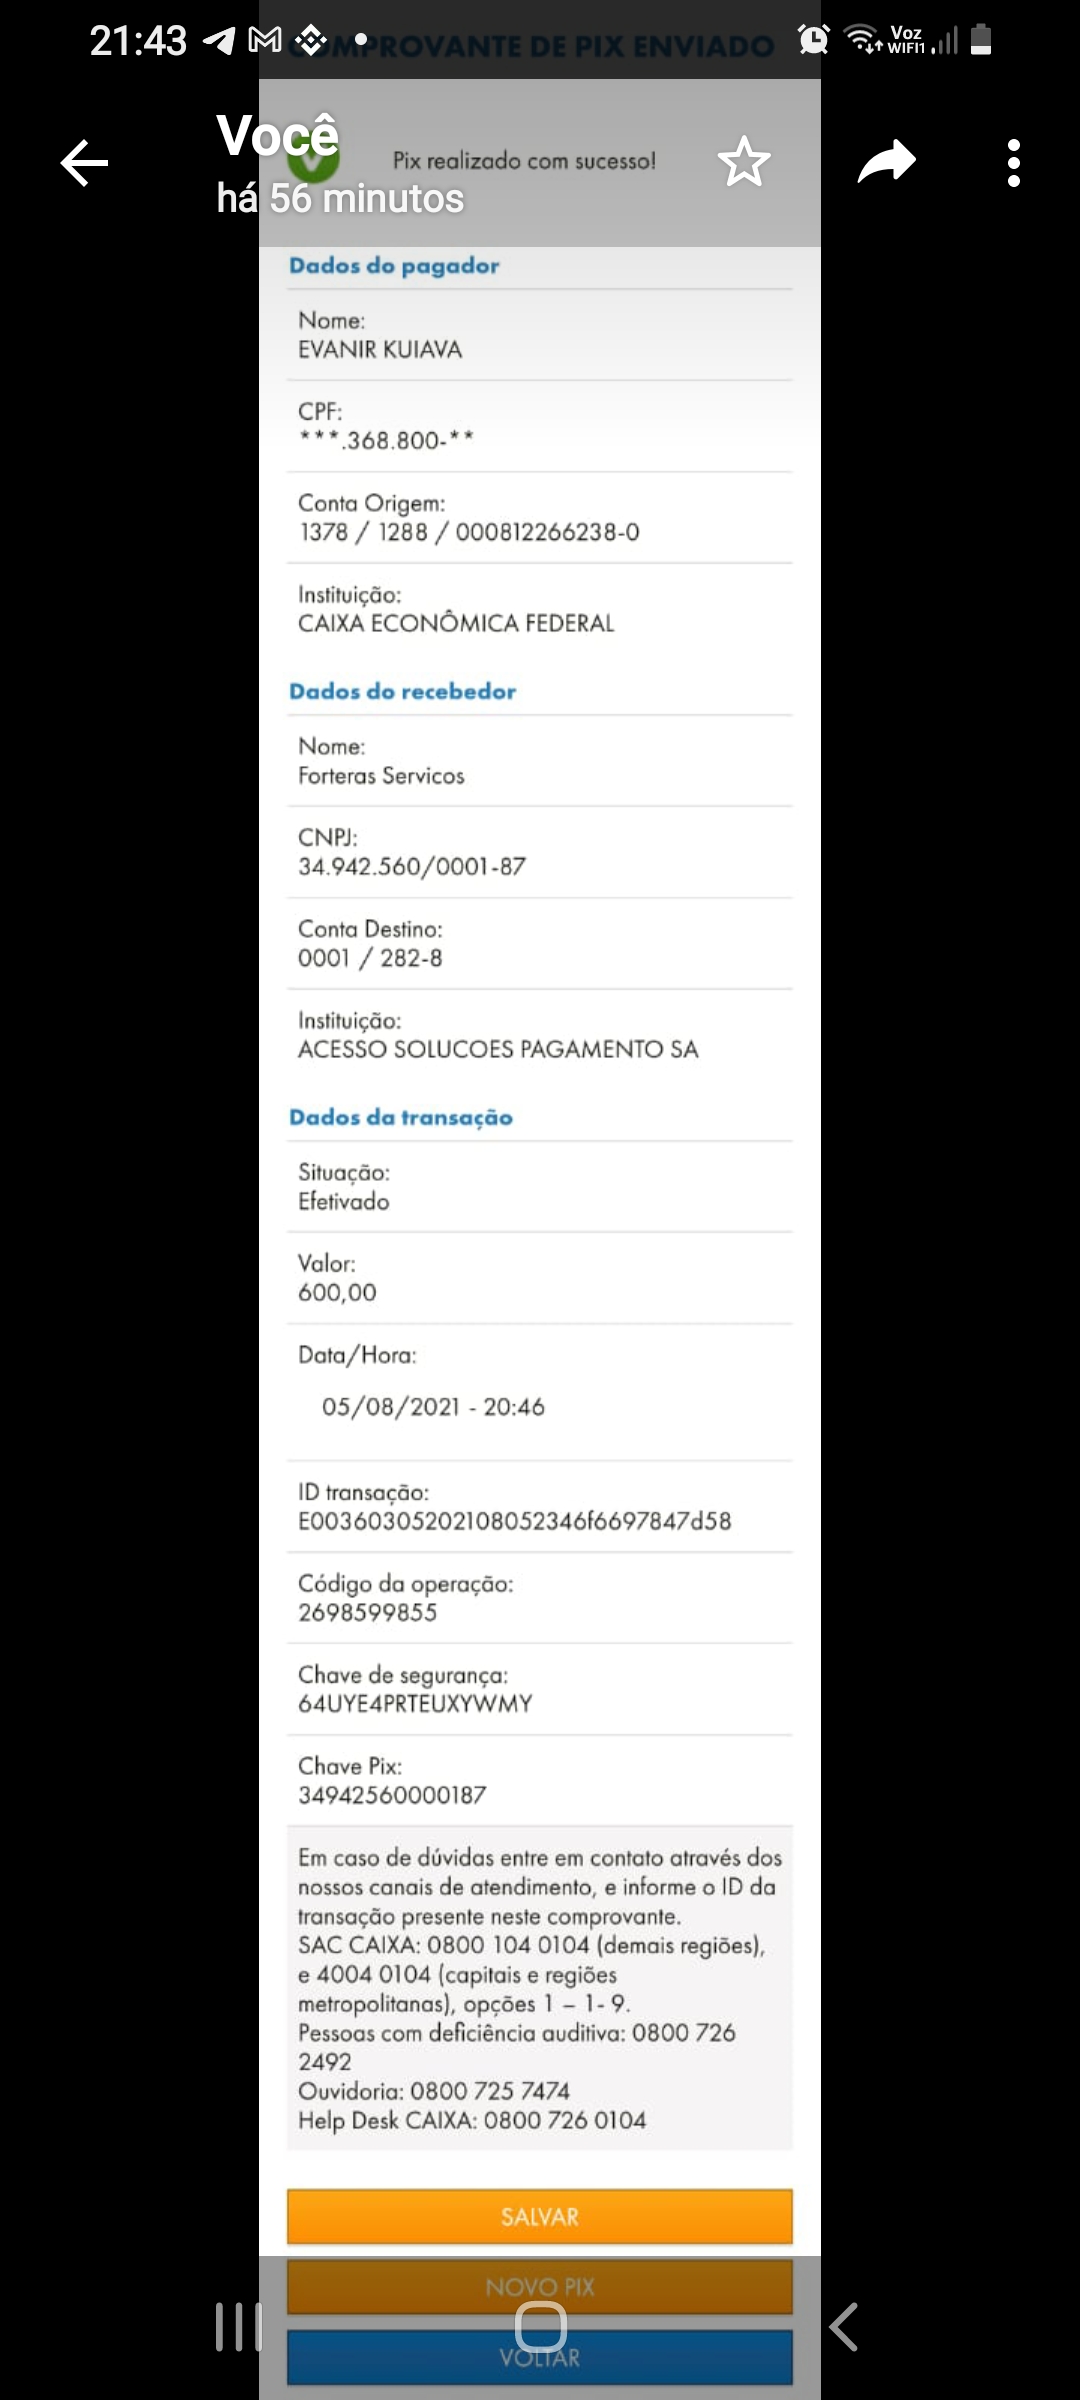 21:43
Voz
WIFI1
COMPROVANTE DE PIX ENVIADO
Você
há 56 minutos
Pix realizado com sucesso!
Dados do pagador
Nome:
EVANIR KUIAVA
CPF:
***.368.800-**
Conta Origem:
1378 / 1288 / 000812266238-0
Instituição:
CAIXA ECONÔMICA FEDERAL
Dados do recebedor
Nome:
Forteras Servicos
CNPJ:
34.942.560/0001-87
Conta Destino:
0001 / 282-8
Instituição:
ACESSO SOLUCOES PAGAMENTO SA
Dados da transação
Situação:
Efetivado
Valor:
600,00
Data/Hora:
05/08/2021 - 20:46
ID transação:
E00360305202108052346f6697847d58
Código da operação:
2698599855
Chave de segurança:
64UYE4PRTEUXYWMY
Chave Pix:
34942560000187
Em caso de dúvidas entre em contato através dos
nossos canais de atendimento, e informe o ID da
transação presente neste comprovante.
SAC CAIXA: 0800 104 0104 (demais regiões),
e 4004 0104 (capitais e regiões
metropolitanas), opções 1 – 1- 9.
Pessoas com deficiência auditiva: 0800 726
2492
Ouvidoria: 0800 725 7474
Help Desk CAIXA: 0800 726 0104
SALVAR
NOVO PIX
VOLTAR